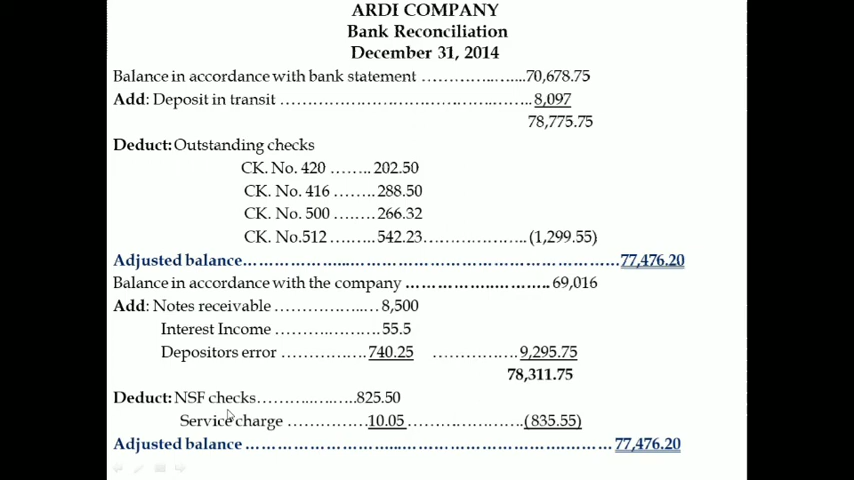 ARDI COMPANY
Bank Reconciliation
December 31, 2014
Balance in accordance with bank statement ………………...70,678.75
Add: Deposit in transit …………………………………………….. 8,097
78,775.75
Deduct: Outstanding checks
CK. No. 420 …….. 202.50
CK. No. 416 …….. 288.50
CK. No. 500 …….. 266.32
CK. No.512 …..….. 542.23……………….. (1,299.55)
Adjusted balance……………...………………………………………………77,476.20
Balance in accordance with the company ………………..………..69,016
Add: Notes receivable ………………..… 8,500
Interest Income ………………….55.5
Depositors error ………………..740.25 ……………..9,295.75
78,311.75
Deduct: NSF checks………………..825.50
Service charge ……………..10.05……………………(835.55)
Adjusted balance ……………………………...…………………….……… 77,476.20